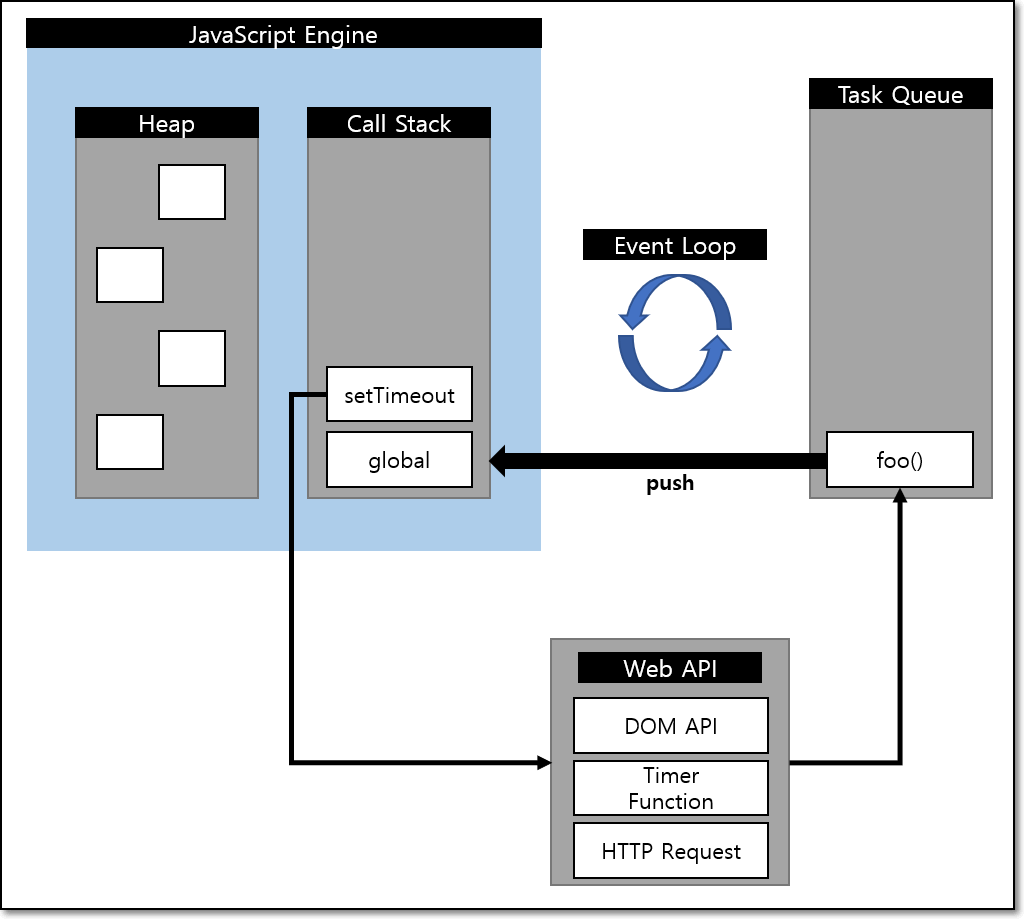 JavaScript Engine
Heap
Call Stack
setTimeout
global
Event Loop
push
Task Queue
foo()
Web API
DOM API
Timer
Function
HTTP Request